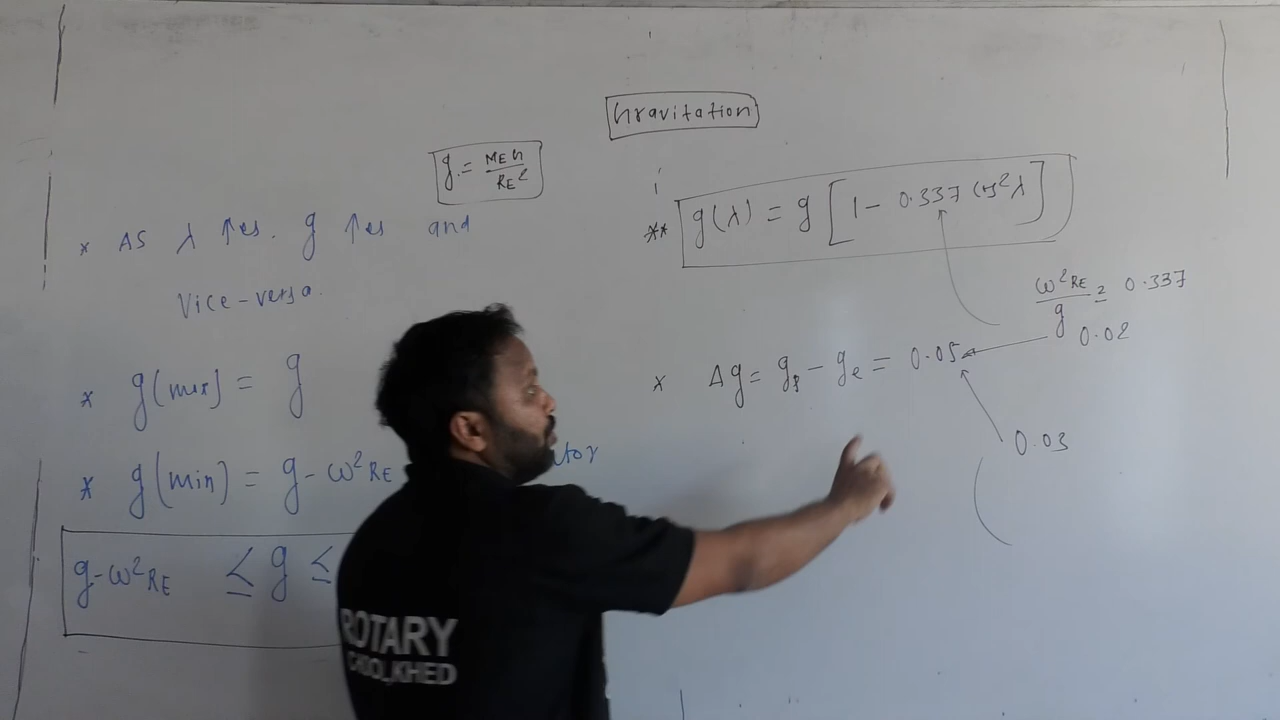 Gravitation
g = MEG / RE²
* AS λ ↑es. g ↑es and
Vice-versa.
* g(max) = g
* g(min) = g - ω²RE
g-ω²RE ≤ g ≤
** g(λ) = g [1 - 0.337 cos²λ]
ω²RE / g = 0.337
0.02
* Δg = gp - ge = 0.05
0.03
ROTARY
KHED